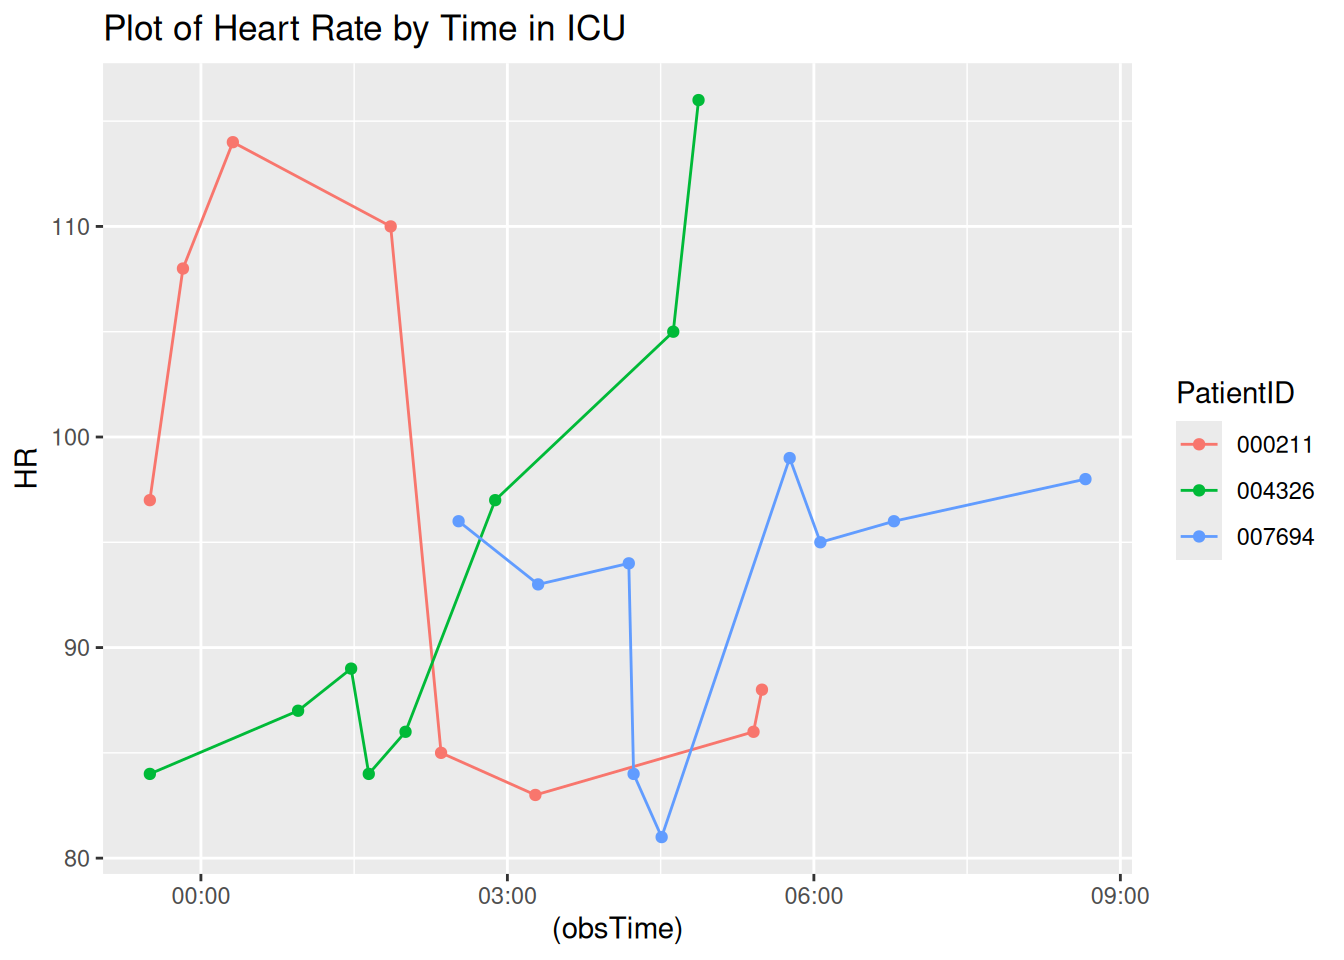 Plot of Heart Rate by Time in ICU
110
100
90
80
HR
00:00 03:00 06:00 09:00
(obsTime)
PatientID
000211
004326
007694